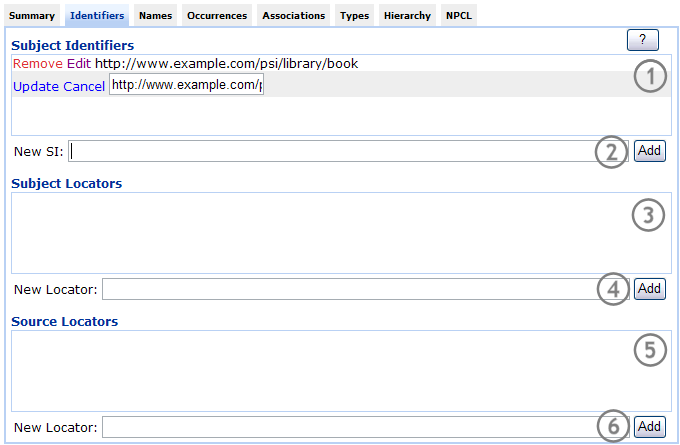 Summary Identifiers Names Occurrences Associations Types Hierarchy NPCL
Subject Identifiers ?
Remove Edit http://www.example.com/psi/library/book 1
Update Cancel http://www.example.com/p
New SI: 2 Add
Subject Locators
3
New Locator: 4 Add
Source Locators
5
New Locator: 6 Add